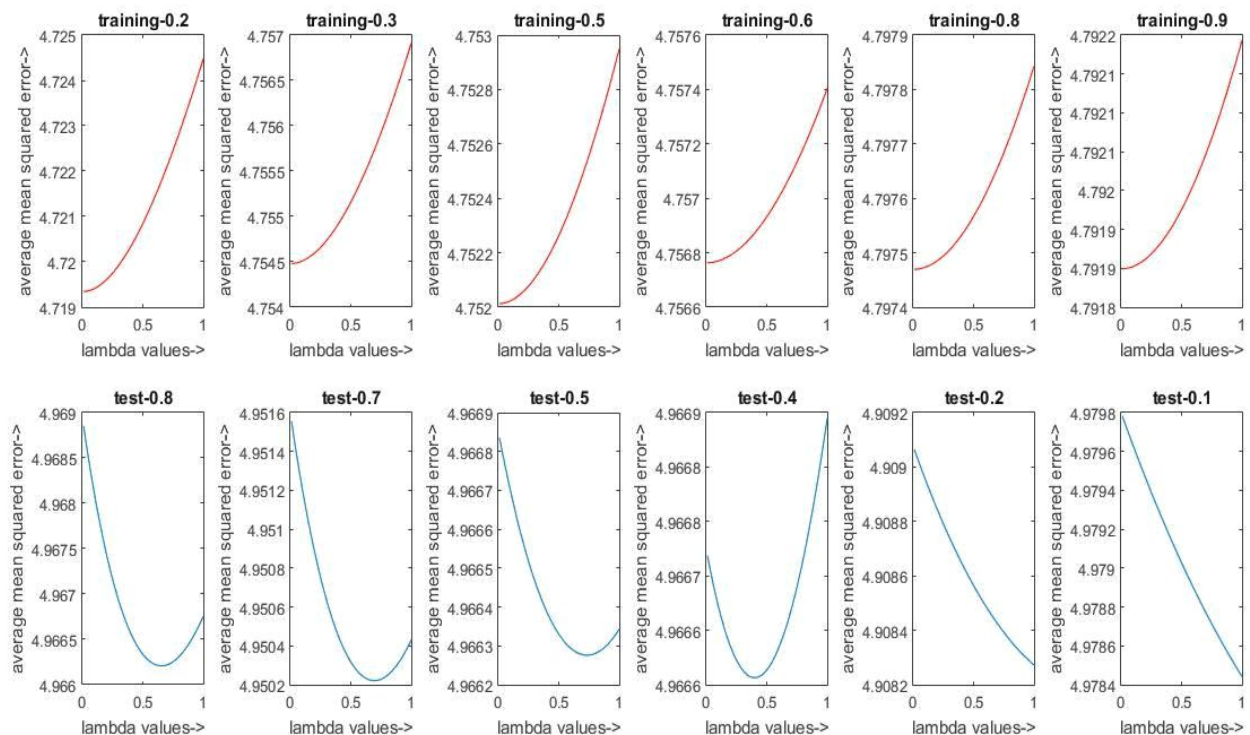 training-0.2
training-0.3
training-0.5
training-0.6
training-0.8
training-0.9
average mean squared error->
4.725
4.724
4.723
4.722
4.721
4.72
4.719
0 0.5 1
lambda values->
average mean squared error->
4.757
4.7565
4.756
4.7555
4.755
4.7545
4.754
0 0.5 1
lambda values->
average mean squared error->
4.753
4.7528
4.7526
4.7524
4.7522
4.752
0 0.5 1
lambda values->
average mean squared error->
4.7576
4.7574
4.7572
4.757
4.7568
4.7566
0 0.5 1
lambda values->
average mean squared error->
4.7979
4.7978
4.7977
4.7976
4.7975
4.7974
0 0.5 1
lambda values->
average mean squared error->
4.7922
4.7921
4.7921
4.7921
4.792
4.7919
4.7919
4.7918
0 0.5 1
lambda values->
test-0.8
test-0.7
test-0.5
test-0.4
test-0.2
test-0.1
average mean squared error->
4.969
4.9685
4.968
4.9675
4.967
4.9665
4.966
0 0.5 1
lambda values->
average mean squared error->
4.9516
4.9514
4.9512
4.951
4.9508
4.9506
4.9504
4.9502
0 0.5 1
lambda values->
average mean squared error->
4.9669
4.9668
4.9667
4.9666
4.9665
4.9664
4.9663
4.9662
0 0.5 1
lambda values->
average mean squared error->
4.9669
4.9668
4.9668
4.9667
4.9666
4.9666
0 0.5 1
lambda values->
average mean squared error->
4.9092
4.909
4.9088
4.9086
4.9084
4.9082
0 0.5 1
lambda values->
average mean squared error->
4.9798
4.9796
4.9794
4.9792
4.979
4.9788
4.9786
4.9784
0 0.5 1
lambda values->